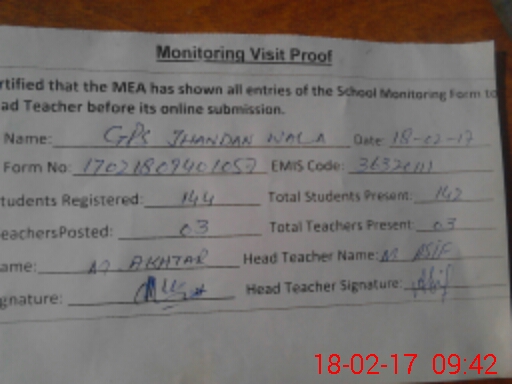 Monitoring Visit Proof
rtified that the MEA has shown all entries of the School Monitoring Form to
ad Teacher before its online submission.
Name: GPS JHANDAN WALA Date: 18-02-17
Form No: EMIS Code:
tudents Registered: 144 Total Students Present: 142
eachersPosted: 03 Total Teachers Present: 03
ame: M. AKHTAR Head Teacher Name: M ASIF
gnature: Head Teacher Signature: Asif
18-02-17 09:42